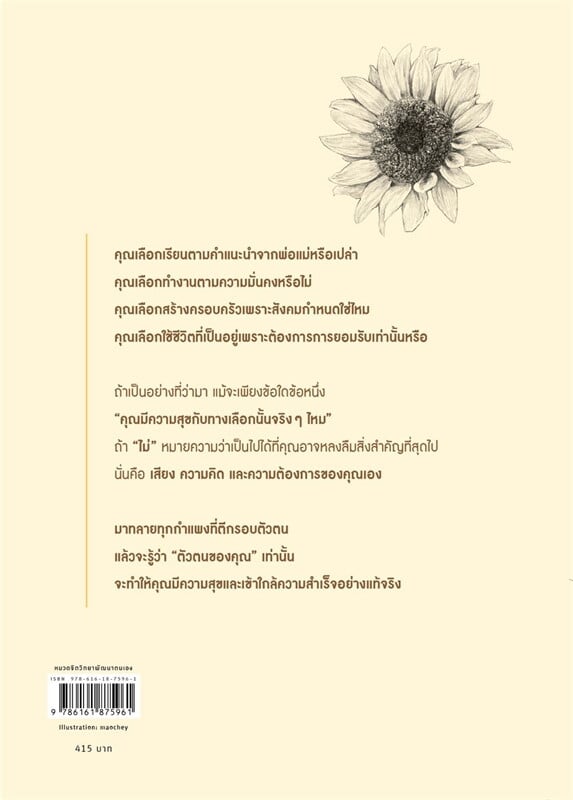 คุณเลือกเรียนตามคำแนะนำจากพ่อแม่หรือเปล่า
คุณเลือกทำงานตามความมั่นคงหรือไม่
คุณเลือกสร้างครอบครัวเพราะสังคมกำหนดใช่ไหม
คุณเลือกใช้ชีวิตที่เป็นอยู่เพราะต้องการการยอมรับเท่านั้นหรือ
ถ้าเป็นอย่างที่ว่ามา แม้จะเพียงข้อใดข้อหนึ่ง
“คุณมีความสุขกับทางเลือกนั้นจริง ๆ ไหม”
ถ้า “ไม่” หมายความว่าเป็นไปได้ที่คุณอาจหลงลืมสิ่งสำคัญที่สุดไป
นั่นคือ เสียง ความคิด และความต้องการของคุณเอง
มาทลายทุกกำแพงที่ตีกรอบตัวตน
แล้วจะรู้ว่า “ตัวตนของคุณ” เท่านั้น
จะทำให้คุณมีความสุขและเข้าใกล้ความสำเร็จอย่างแท้จริง
หมวดจิตวิทยาพัฒนาตนเอง
ISBN 978-616-18-7596-1
9 786161 875961
Illustration: manchey
415 บาท